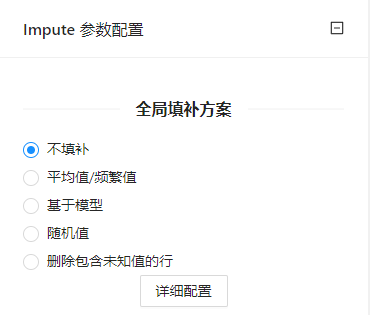 Impute 参数配置
全局填补方案
不填补
平均值/频繁值
基于模型
随机值
删除包含未知值的行
详细配置